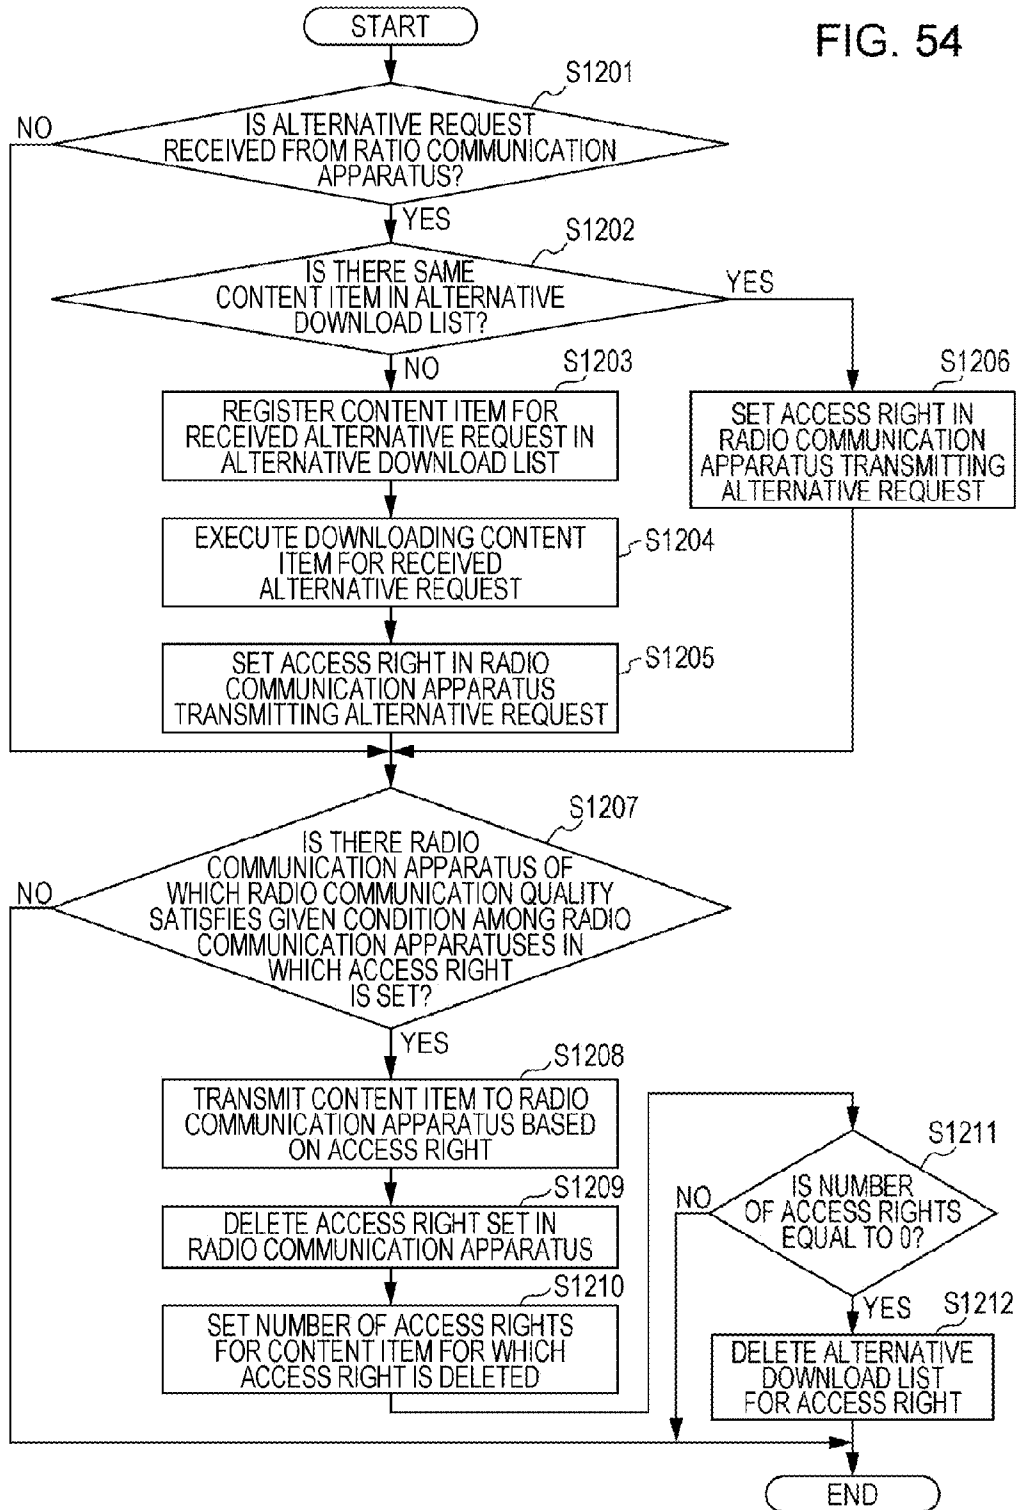 START
FIG. 54
S1201
NO
IS ALTERNATIVE REQUEST
RECEIVED FROM RATIO COMMUNICATION
APPARATUS?
YES
S1202
IS THERE SAME
CONTENT ITEM IN ALTERNATIVE
DOWNLOAD LIST?
YES
NO
S1203
REGISTER CONTENT ITEM FOR
RECEIVED ALTERNATIVE REQUEST IN
ALTERNATIVE DOWNLOAD LIST
S1206
SET ACCESS RIGHT IN
RADIO COMMUNICATION
APPARATUS TRANSMITTING
ALTERNATIVE REQUEST
EXECUTE DOWNLOADING CONTENT
ITEM FOR RECEIVED
ALTERNATIVE REQUEST
S1204
SET ACCESS RIGHT IN RADIO
COMMUNICATION APPARATUS
TRANSMITTING ALTERNATIVE REQUEST
S1205
S1207
NO
IS THERE RADIO
COMMUNICATION APPARATUS OF
WHICH RADIO COMMUNICATION QUALITY
SATISFIES GIVEN CONDITION AMONG RADIO
COMMUNICATION APPARATUSES IN
WHICH ACCESS RIGHT
IS SET?
YES
S1208
TRANSMIT CONTENT ITEM TO RADIO
COMMUNICATION APPARATUS BASED
ON ACCESS RIGHT
S1209
DELETE ACCESS RIGHT SET IN
RADIO COMMUNICATION APPARATUS
S1210
SET NUMBER OF ACCESS RIGHTS
FOR CONTENT ITEM FOR WHICH
ACCESS RIGHT IS DELETED
S1211
NO
IS NUMBER
OF ACCESS RIGHTS
EQUAL TO 0?
YES
S1212
DELETE ALTERNATIVE
DOWNLOAD LIST
FOR ACCESS RIGHT
END